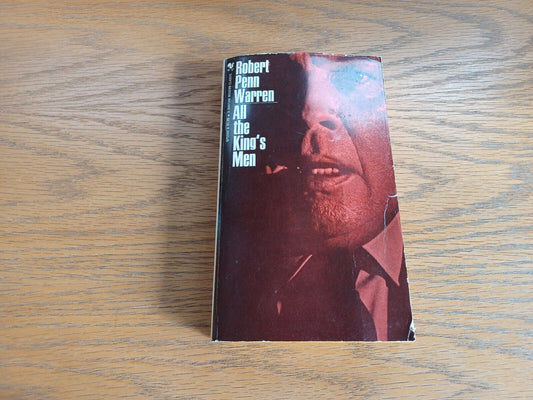 Robert
Penn
Warren
All
the
King's
Men